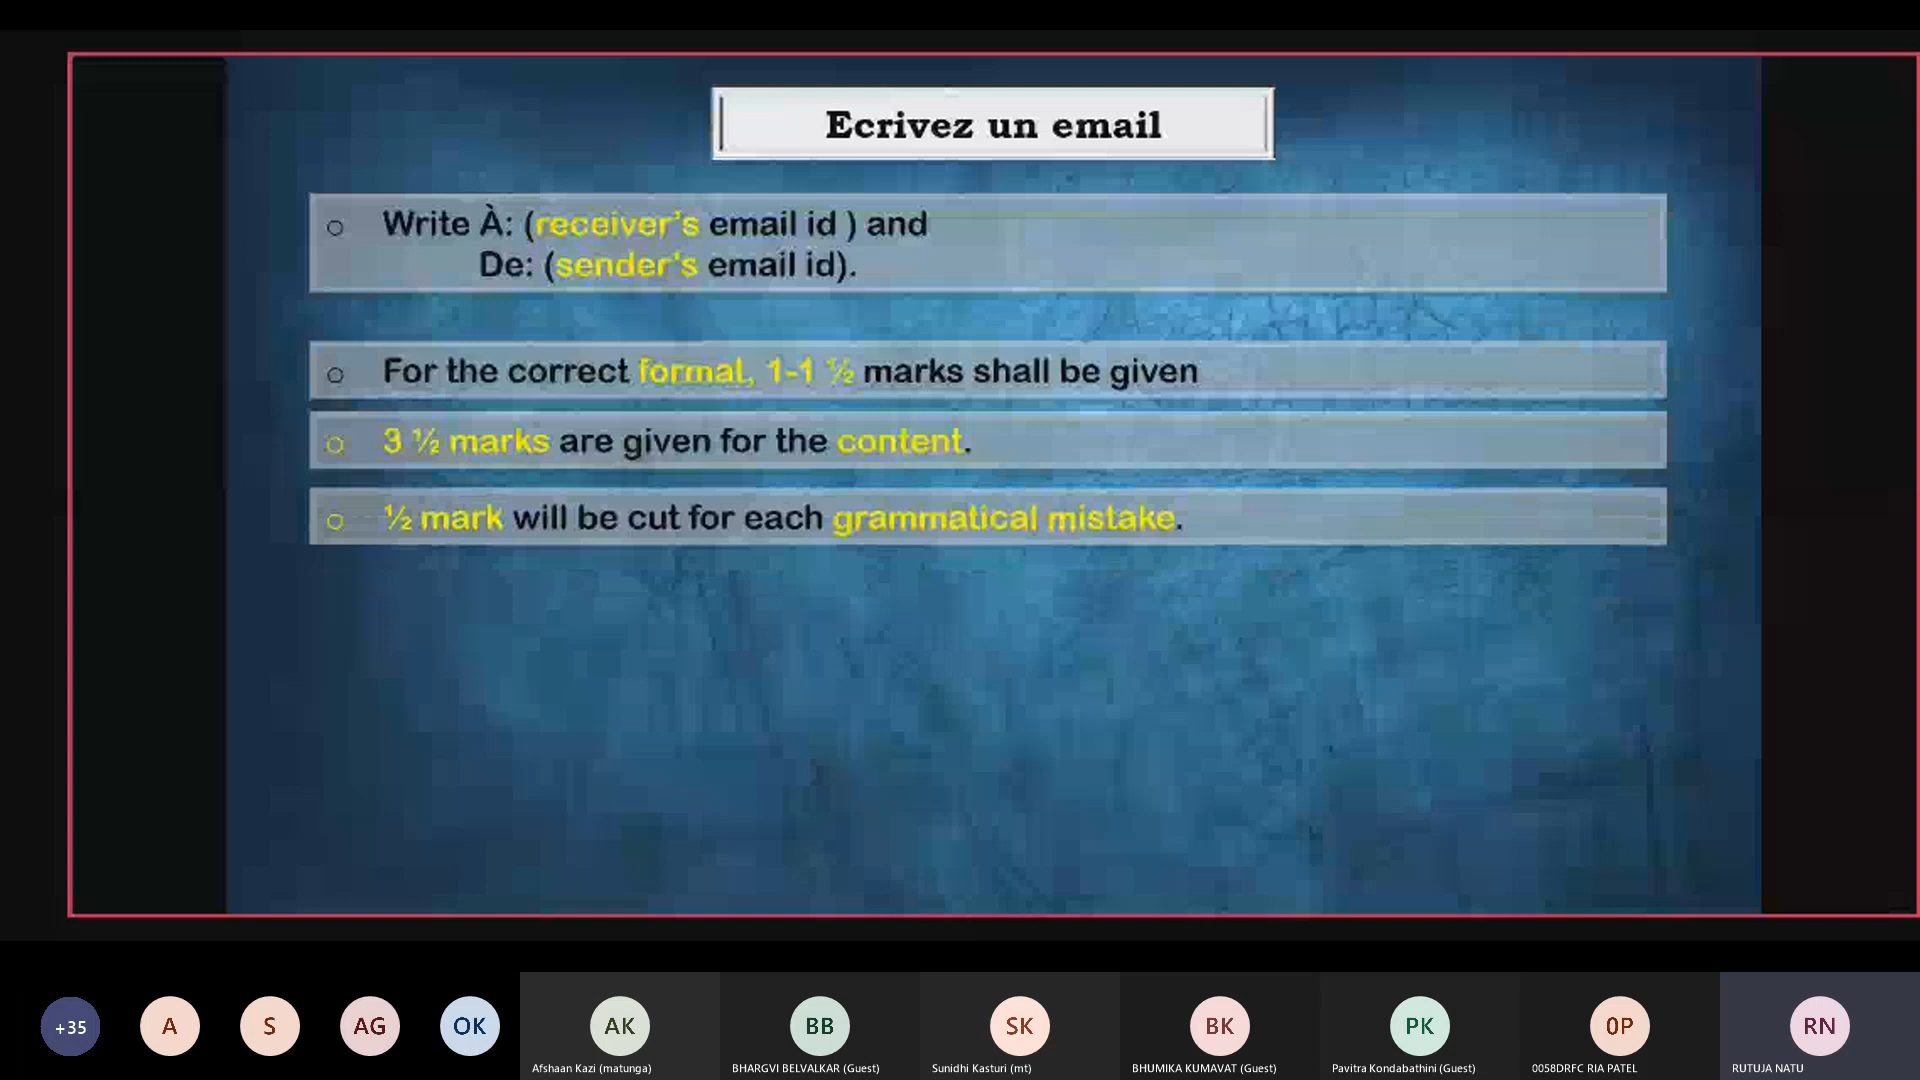 Ecrivez un email
○ Write À: (receiver's email id ) and
De: (sender's email id).
○ For the correct formal, 1-1 ½ marks shall be given
○ 3 ½ marks are given for the content.
○ ½ mark will be cut for each grammatical mistake.
+35
A
S
AG
OK
AK
BB
SK
BK
PK
0P
RN
Afshaan Kazi (matunga)
BHARGVI BELVALKAR (Guest)
Sunidhi Kasturi (mt)
BHUMIKA KUMAVAT (Guest)
Pavitra Kondabathini (Guest)
0058DRFC RIA PATEL
RUTUJA NATU